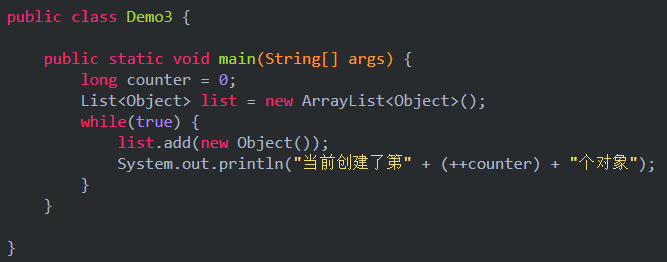 public class Demo3 {
public static void main(String[] args) {
long counter = 0;
List<Object> list = new ArrayList<Object>();
while(true) {
list.add(new Object());
System.out.println("当前创建了第" + (++counter) + "个对象");
}
}
}